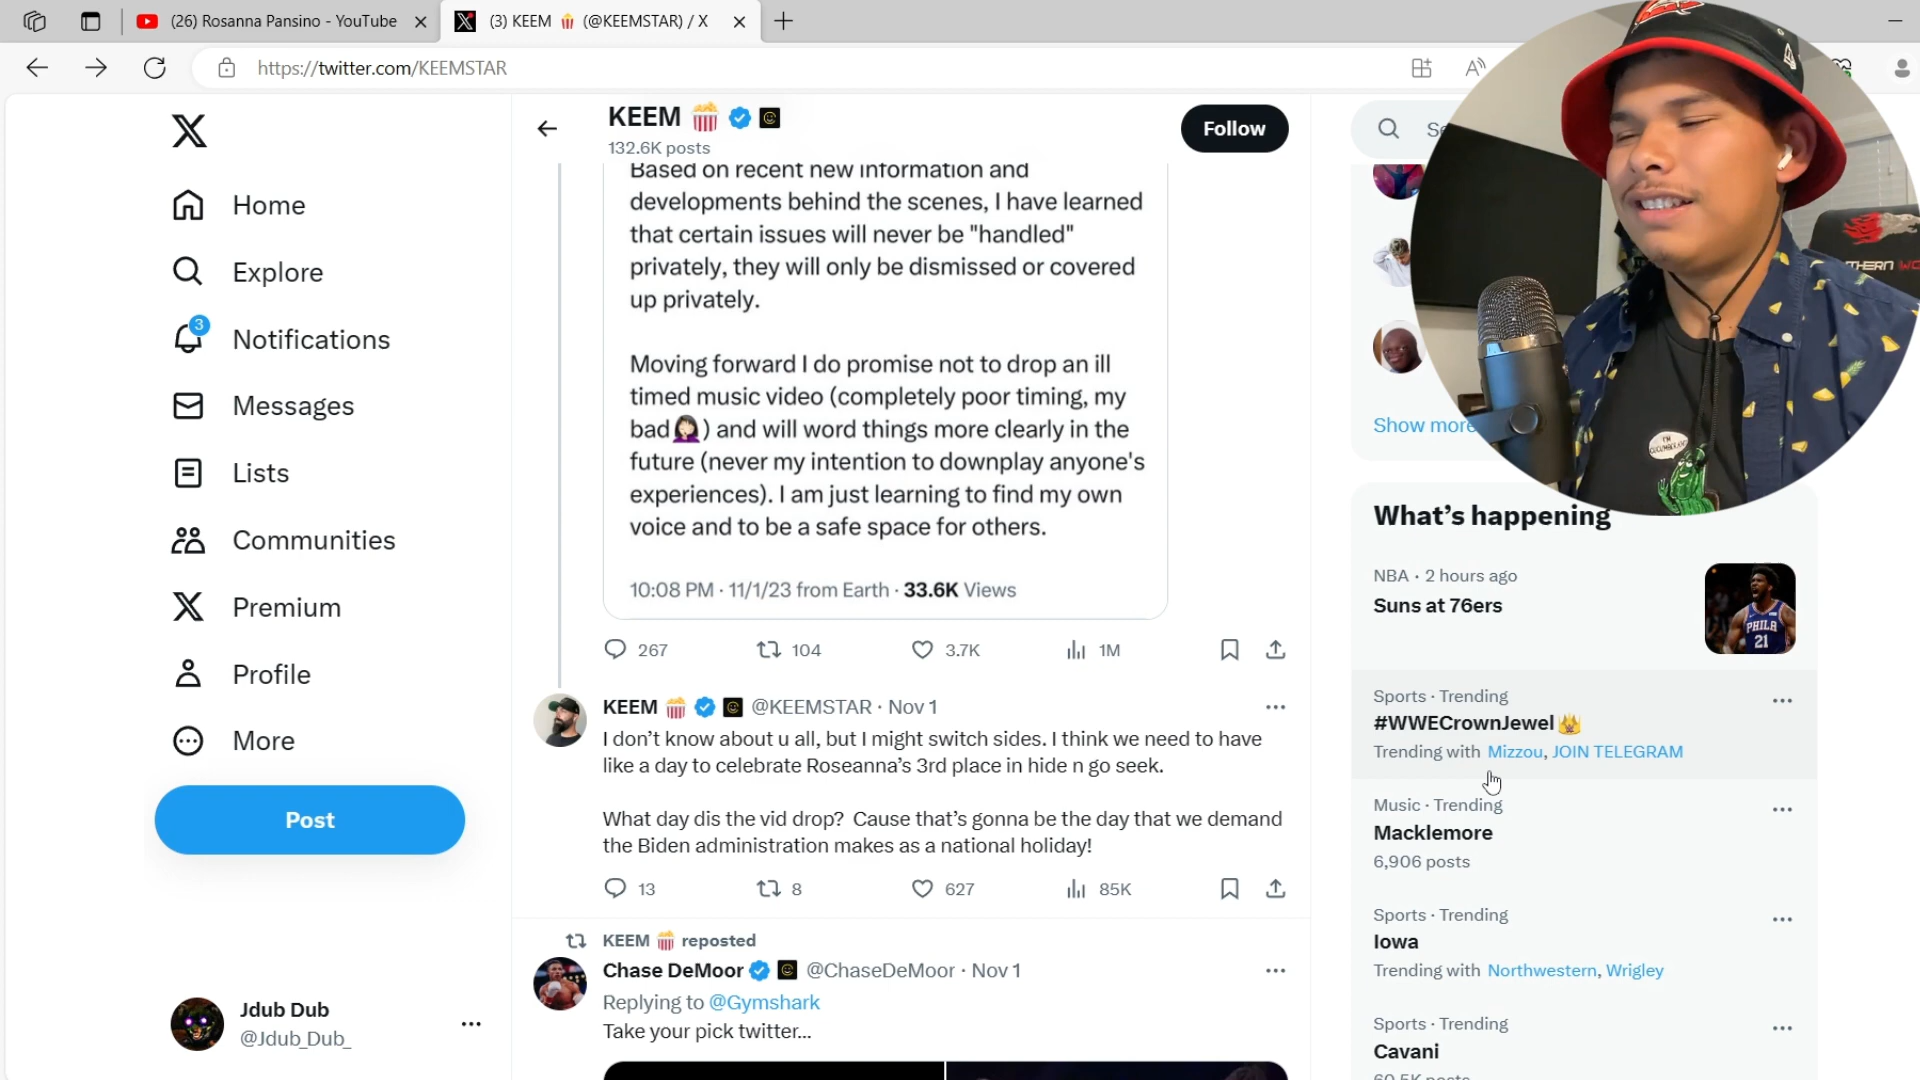 (26) Rosanna Pansino - YouTube
(3) KEEM 🍿 (@KEEMSTAR) / X
https://twitter.com/KEEMSTAR
KEEM 🍿
132.6K posts
Follow
Home
Explore
3
Notifications
Messages
Lists
Communities
Premium
Profile
More
Post
Jdub Dub
@Jdub_Dub_
Based on recent new information and
developments behind the scenes, I have learned
that certain issues will never be "handled"
privately, they will only be dismissed or covered
up privately.
Moving forward I do promise not to drop an ill
timed music video (completely poor timing, my
bad🤦🏻‍♀️) and will word things more clearly in the
future (never my intention to downplay anyone's
experiences). I am just learning to find my own
voice and to be a safe space for others.
10:08 PM · 11/1/23 from Earth · 33.6K Views
267 104 3.7K 1M
KEEM 🍿 @KEEMSTAR · Nov 1
I don't know about u all, but I might switch sides. I think we need to have
like a day to celebrate Roseanna's 3rd place in hide n go seek.
What day dis the vid drop? Cause that's gonna be the day that we demand
the Biden administration makes as a national holiday!
13 8 627 85K
KEEM 🍿 reposted
Chase DeMoor @ChaseDeMoor · Nov 1
Replying to @Gymshark
Take your pick twitter...
Show more
What's happening
NBA · 2 hours ago
Suns at 76ers
PHILA
21
Sports · Trending
#WWECrownJewel
Trending with Mizzou, JOIN TELEGRAM
Music · Trending
Macklemore
6,906 posts
Sports · Trending
Iowa
Trending with Northwestern, Wrigley
Sports · Trending
Cavani
60.5K posts